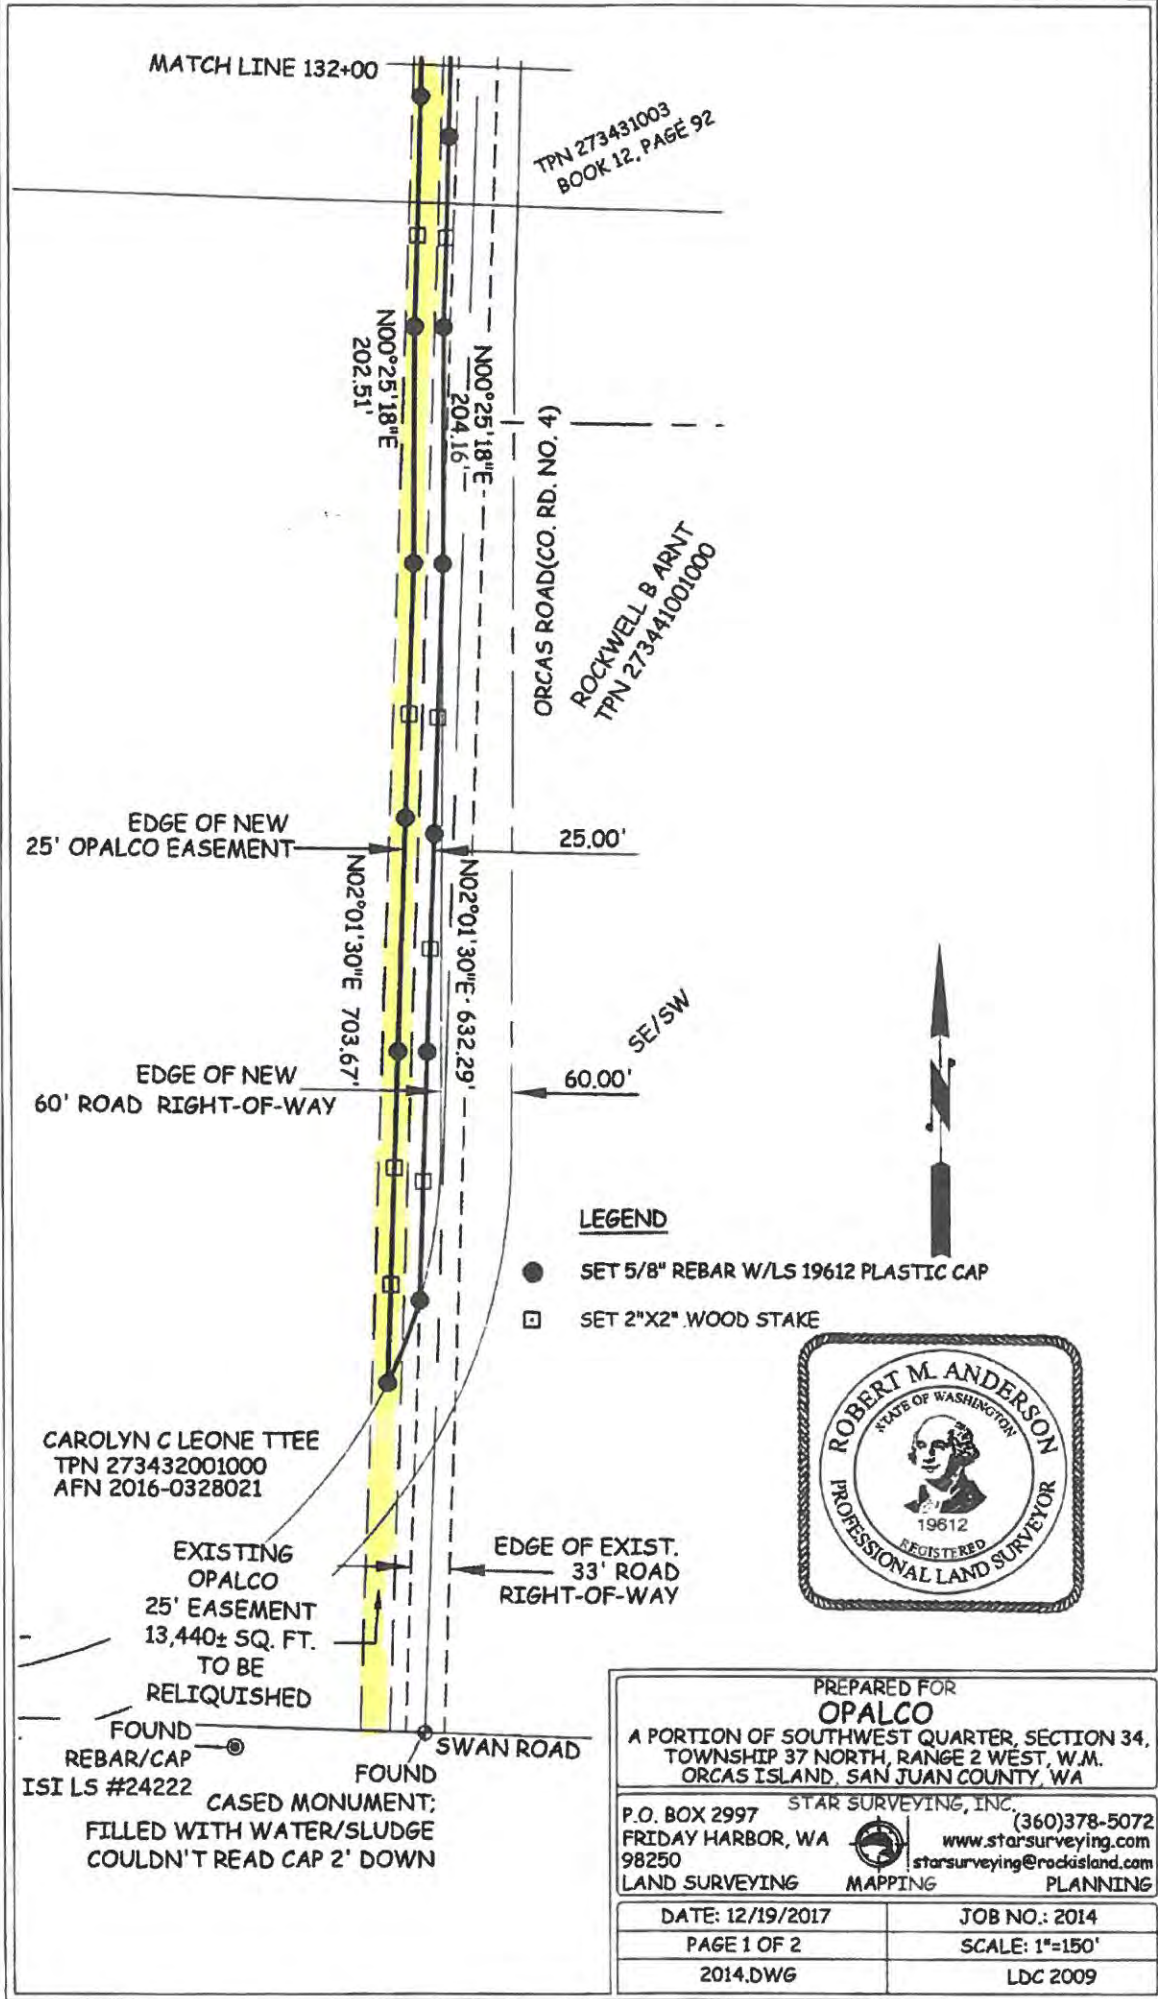 MATCH LINE 132+00
TPN 273431003
BOOK 12, PAGE 92
N00°25'18"E
202.51'
N00°25'18"E
204.16'
ORCAS ROAD(CO. RD. NO. 4)
ROCKWELL B ARNT
TPN 273441001000
EDGE OF NEW
25' OPALCO EASEMENT
25.00'
N02°01'30"E 703.67'
N02°01'30"E 632.29'
SE/SW
EDGE OF NEW
60' ROAD RIGHT-OF-WAY
60.00'
N
LEGEND
SET 5/8" REBAR W/LS 19612 PLASTIC CAP
SET 2"X2" WOOD STAKE
ROBERT M. ANDERSON
STATE OF WASHINGTON
19612
REGISTERED
PROFESSIONAL LAND SURVEYOR
CAROLYN C LEONE TTEE
TPN 273432001000
AFN 2016-0328021
EXISTING
OPALCO
25' EASEMENT
13,440± SQ. FT.
TO BE
RELIQUISHED
EDGE OF EXIST.
33' ROAD
RIGHT-OF-WAY
FOUND
REBAR/CAP
ISI LS #24222
SWAN ROAD
FOUND
CASED MONUMENT;
FILLED WITH WATER/SLUDGE
COULDN'T READ CAP 2' DOWN
PREPARED FOR
OPALCO
A PORTION OF SOUTHWEST QUARTER, SECTION 34,
TOWNSHIP 37 NORTH, RANGE 2 WEST, W.M.
ORCAS ISLAND, SAN JUAN COUNTY, WA
STAR SURVEYING, INC.
P.O. BOX 2997
FRIDAY HARBOR, WA
98250
(360)378-5072
www.starsurveying.com
starsurveying@rockisland.com
LAND SURVEYING MAPPING PLANNING
DATE: 12/19/2017
JOB NO.: 2014
PAGE 1 OF 2
SCALE: 1"=150'
2014.DWG
LDC 2009